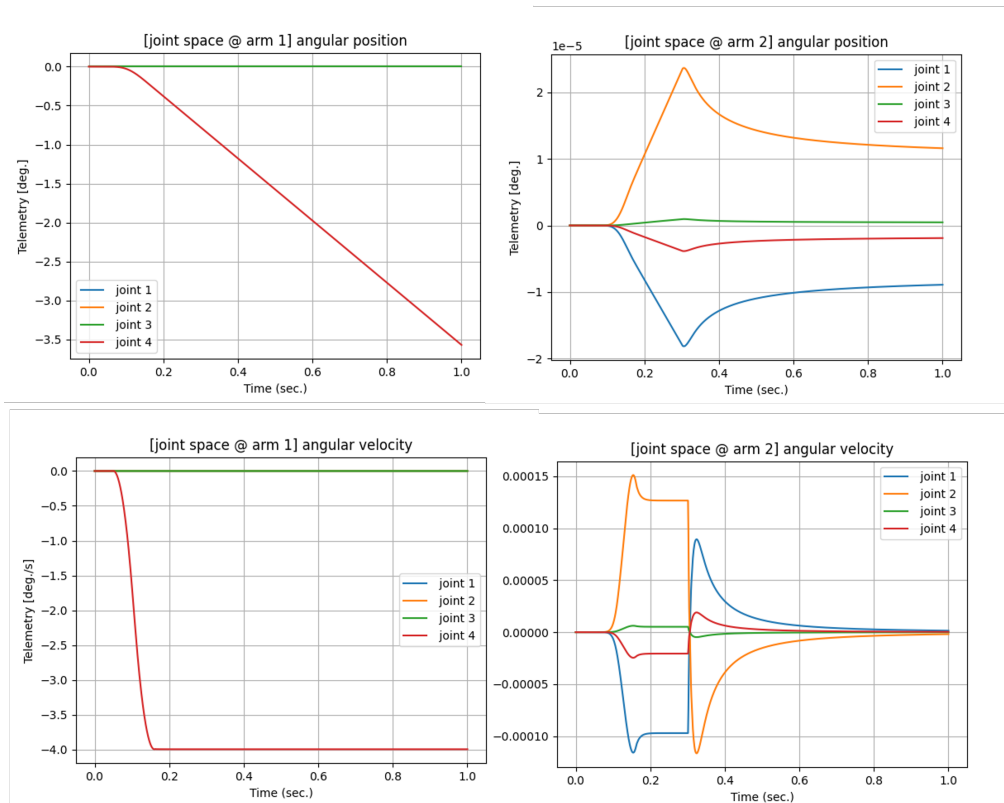 [joint space @ arm 1] angular position
Telemetry [deg.]
0.0
−0.5
−1.0
−1.5
−2.0
−2.5
−3.0
−3.5
joint 1
joint 2
joint 3
joint 4
0.0 0.2 0.4 0.6 0.8 1.0
Time (sec.)
[joint space @ arm 2] angular position
1e−5
Telemetry [deg.]
2
1
0
−1
−2
joint 1
joint 2
joint 3
joint 4
0.0 0.2 0.4 0.6 0.8 1.0
Time (sec.)
[joint space @ arm 1] angular velocity
Telemetry [deg./s]
0.0
−0.5
−1.0
−1.5
−2.0
−2.5
−3.0
−3.5
−4.0
joint 1
joint 2
joint 3
joint 4
0.0 0.2 0.4 0.6 0.8 1.0
Time (sec.)
[joint space @ arm 2] angular velocity
0.00015
0.00010
0.00005
0.00000
−0.00005
−0.00010
joint 1
joint 2
joint 3
joint 4
0.0 0.2 0.4 0.6 0.8 1.0
Time (sec.)